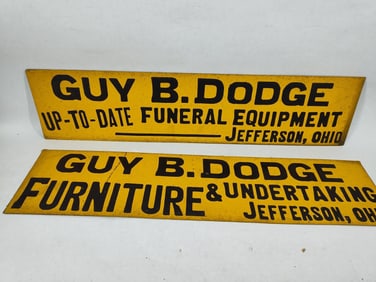 GUY B. DODGE
UP-TO-DATE FUNERAL EQUIPMENT
JEFFERSON, OHIO
GUY B. DODGE
FURNITURE & UNDERTAKING
JEFFERSON, OH